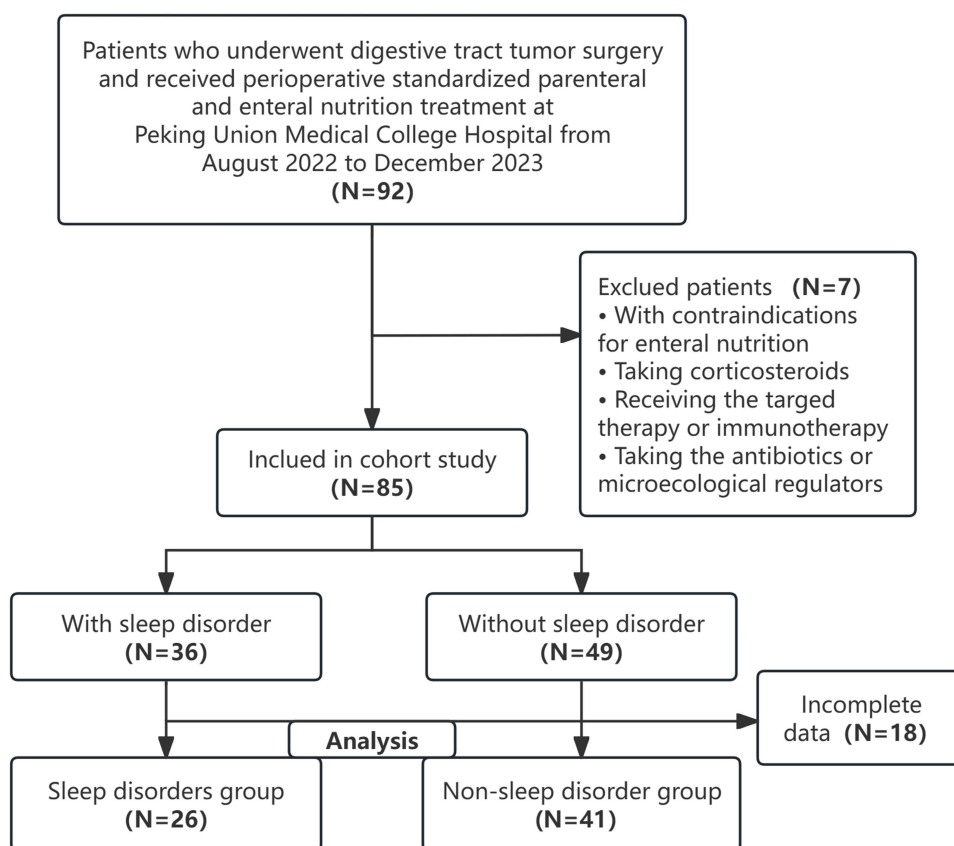 Patients who underwent digestive tract tumor surgery
and received perioperative standardized parenteral
and enteral nutrition treatment at
Peking Union Medical College Hospital from
August 2022 to December 2023
(N=92)
Exclued patients (N=7)
• With contraindications
for enteral nutrition
• Taking corticosteroids
• Receiving the targed
therapy or immunotherapy
• Taking the antibiotics or
microecological regulators
Inclued in cohort study
(N=85)
With sleep disorder
(N=36)
Without sleep disorder
(N=49)
Incomplete
data (N=18)
Analysis
Sleep disorders group
(N=26)
Non-sleep disorder group
(N=41)